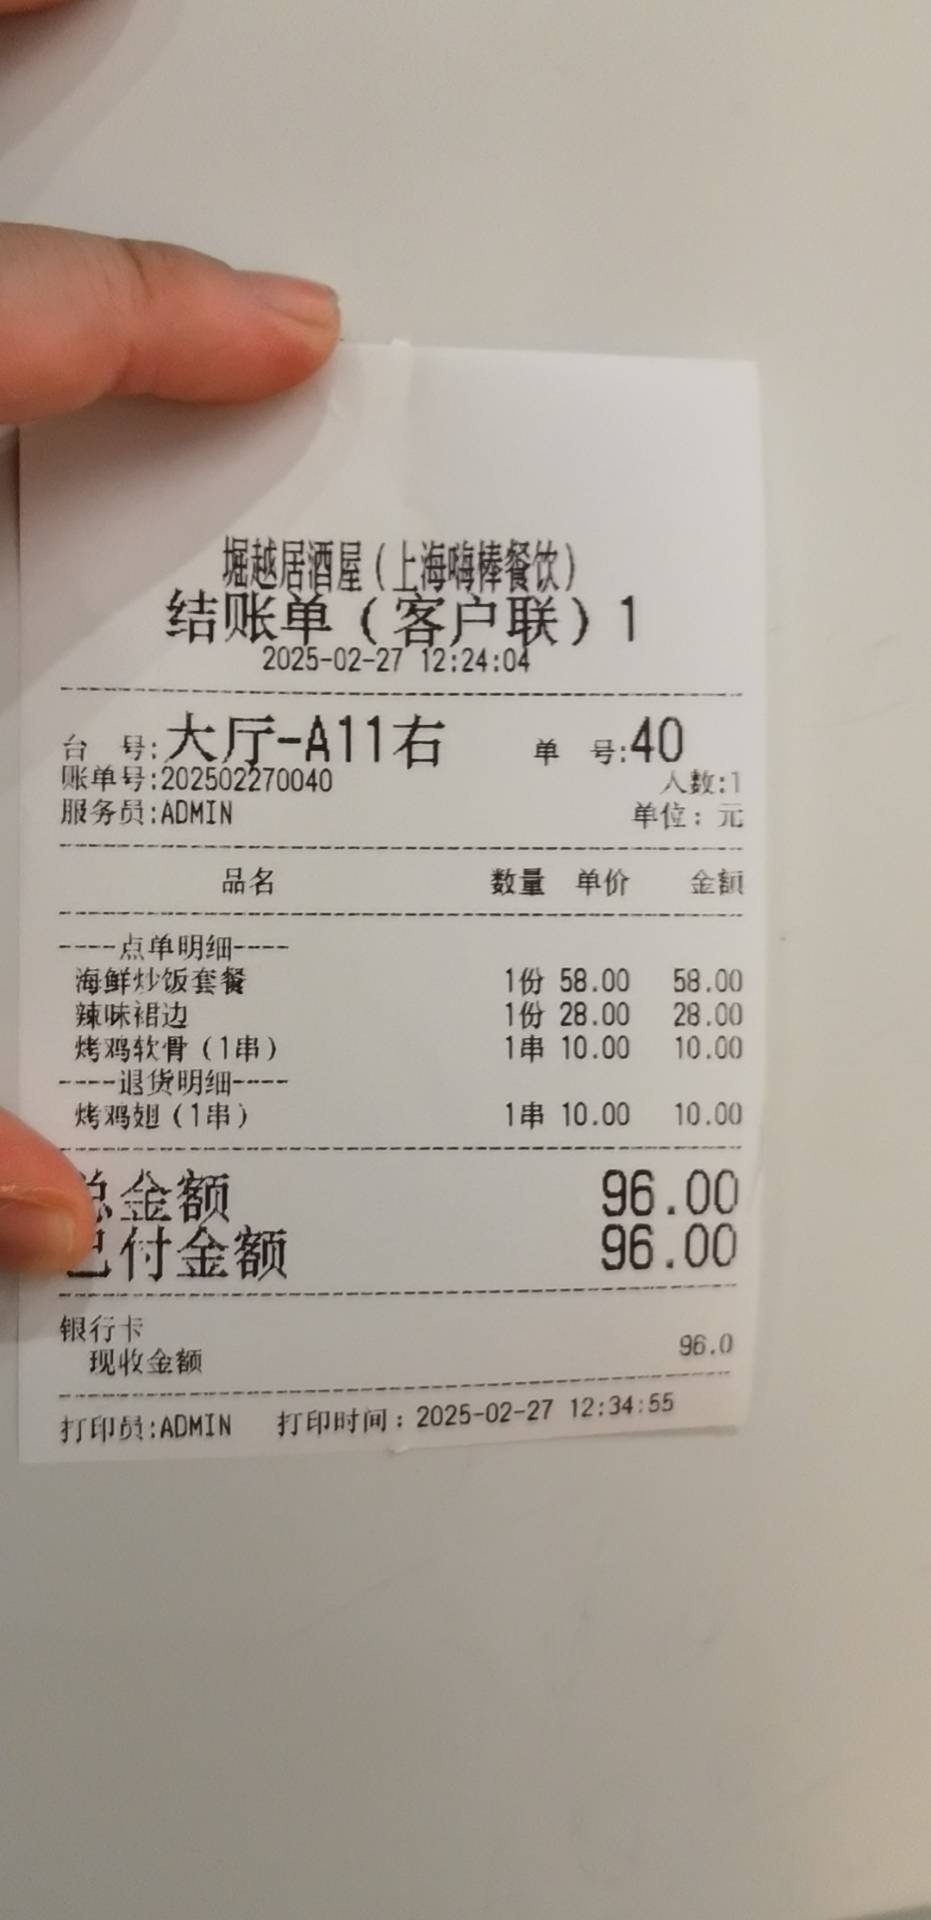 堀越居酒屋（上海嗨棒餐饮）
结账单（客户联）1
2025-02-27 12:24:04
台 号:大厅-A11右 单 号:40
账单号:202502270040 人数:1
服务员:ADMIN 单位：元
品名 数量 单价 金额
----点单明细----
海鲜炒饭套餐 1份 58.00 58.00
辣味裙边 1份 28.00 28.00
烤鸡软骨（1串） 1串 10.00 10.00
----退货明细----
烤鸡翅（1串） 1串 10.00 10.00
总金额 96.00
已付金额 96.00
银行卡
现收金额 96.0
打印员:ADMIN 打印时间：2025-02-27 12:34:55